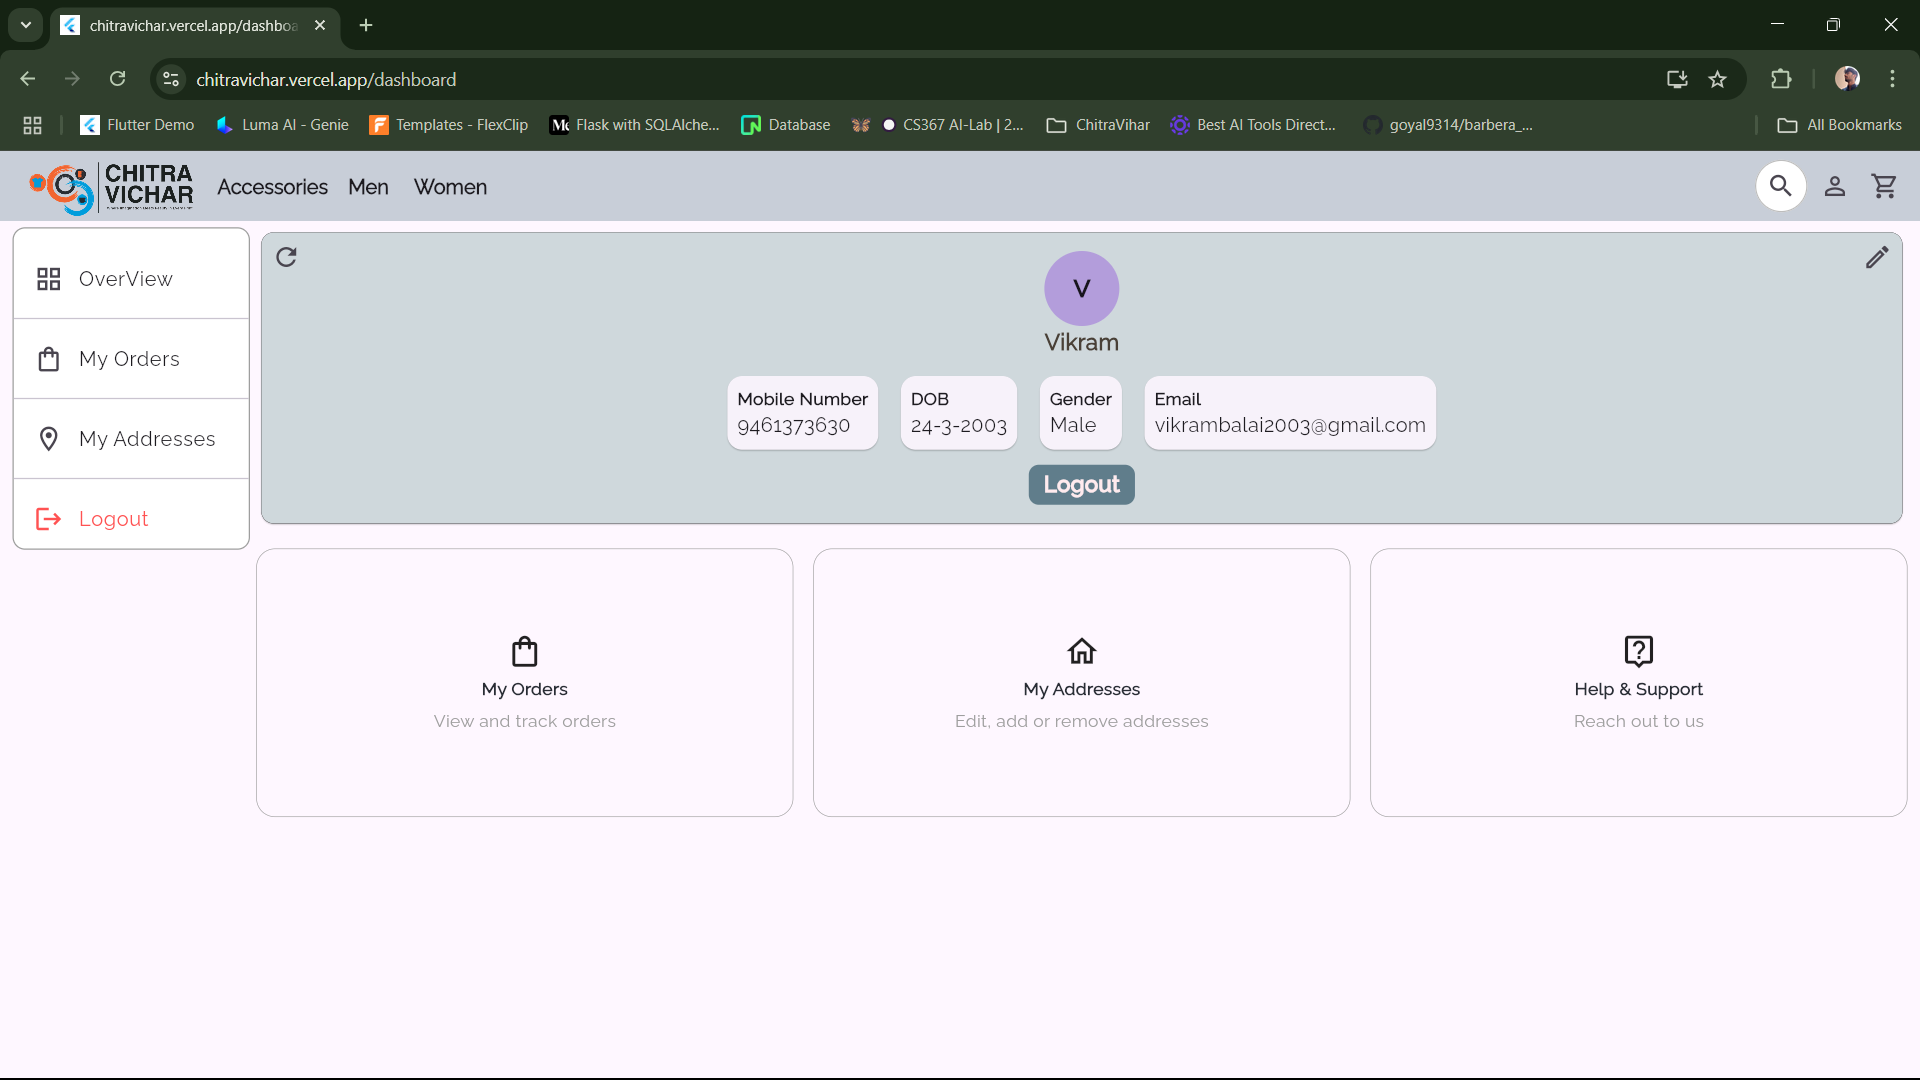 chitravichar.vercel.app/dashboa
chitravichar.vercel.app/dashboard
Flutter Demo
Luma AI - Genie
Templates - FlexClip
Flask with SQLAlche...
Database
CS367 AI-Lab | 2...
ChitraVihar
Best AI Tools Direct...
goyal9314/barbera_...
All Bookmarks
CHITRA
VICHAR
Accessories
Men
Women
OverView
My Orders
My Addresses
Logout
V
Vikram
Mobile Number
9461373630
DOB
24-3-2003
Gender
Male
Email
vikrambalai2003@gmail.com
Logout
My Orders
View and track orders
My Addresses
Edit, add or remove addresses
Help & Support
Reach out to us